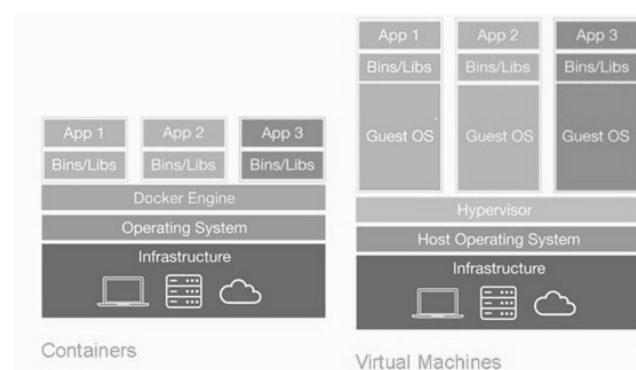 App 1 App 2 App 3
Bins/Libs Bins/Libs Bins/Libs
Docker Engine
Operating System
Infrastructure
Containers
App 1 App 2 App 3
Bins/Libs Bins/Libs Bins/Libs
Guest OS Guest OS Guest OS
Hypervisor
Host Operating System
Infrastructure
Virtual Machines